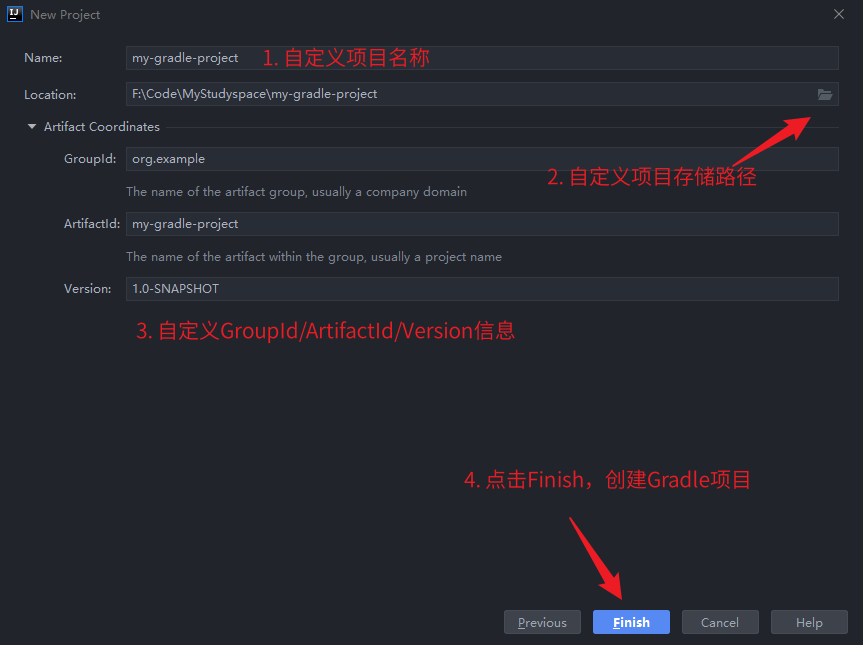 New Project
Name: my-gradle-project 1. 自定义项目名称
Location: F:\Code\MyStudyspace\my-gradle-project
Artifact Coordinates
GroupId: org.example
2. 自定义项目存储路径
The name of the artifact group, usually a company domain
ArtifactId: my-gradle-project
The name of the artifact within the group, usually a project name
Version: 1.0-SNAPSHOT
3. 自定义GroupId/ArtifactId/Version信息
4. 点击Finish，创建Gradle项目
Previous Finish Cancel Help